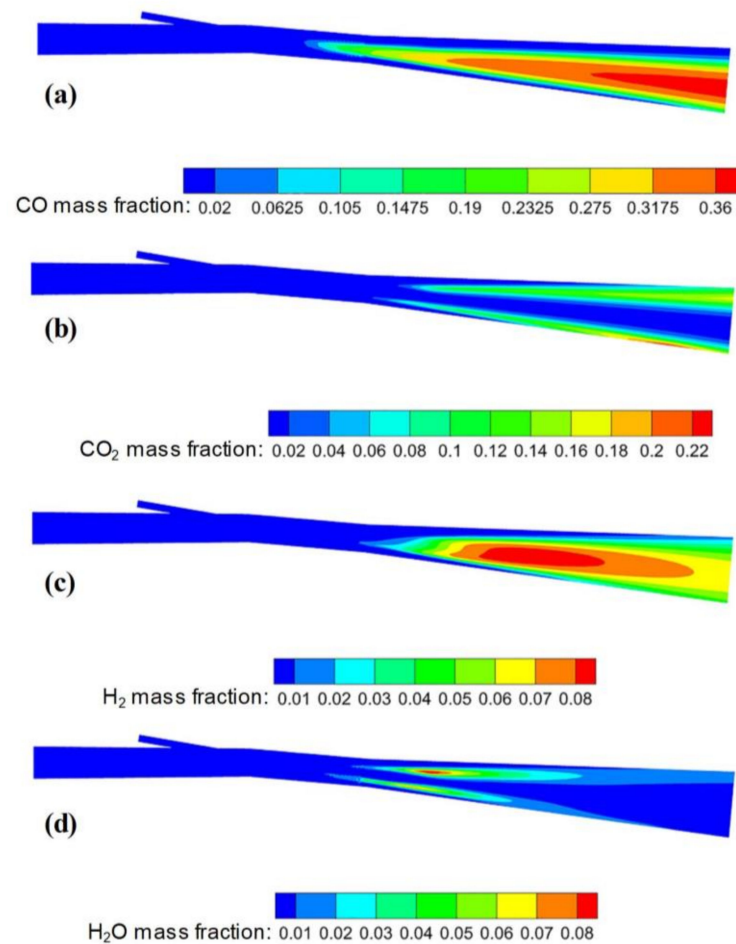 (a)
CO mass fraction: 0.02 0.0625 0.105 0.1475 0.19 0.2325 0.275 0.3175 0.36
(b)
CO₂ mass fraction: 0.02 0.04 0.06 0.08 0.1 0.12 0.14 0.16 0.18 0.2 0.22
(c)
H₂ mass fraction: 0.01 0.02 0.03 0.04 0.05 0.06 0.07 0.08
(d)
H₂O mass fraction: 0.01 0.02 0.03 0.04 0.05 0.06 0.07 0.08